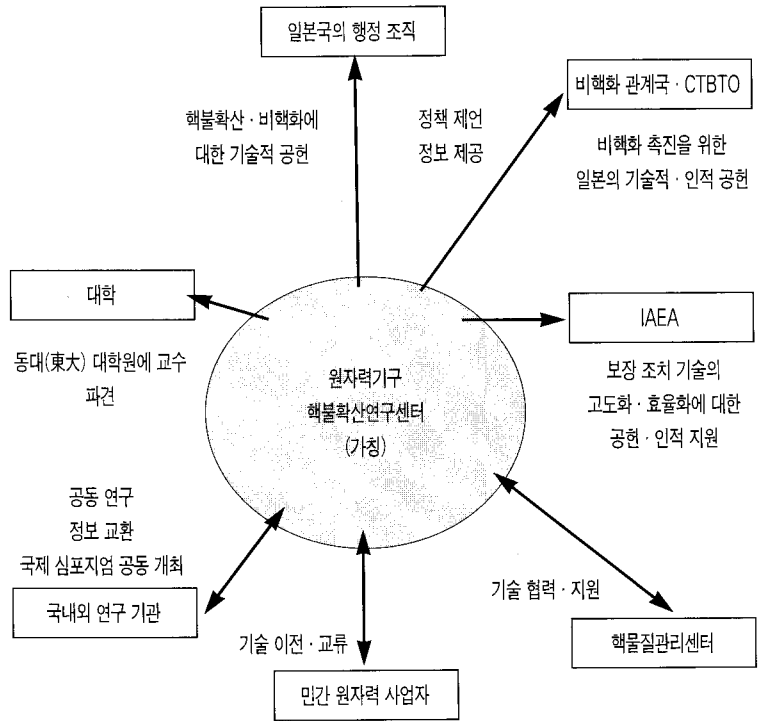 일본국의 행정 조직
비핵화 관계국 · CTBTO
핵불확산 · 비핵화에
대한 기술적 공헌
정책 제언
정보 제공
비핵화 촉진을 위한
일본의 기술적 · 인적 공헌
대학
IAEA
동대(東大) 대학원에 교수
파견
원자력기구
핵불확산연구센터
(가칭)
보장 조치 기술의
고도화 · 효율화에 대한
공헌 · 인적 지원
공동 연구
정보 교환
국제 심포지엄 공동 개최
국내외 연구 기관
기술 이전 · 교류
민간 원자력 사업자
기술 협력 · 지원
핵물질관리센터